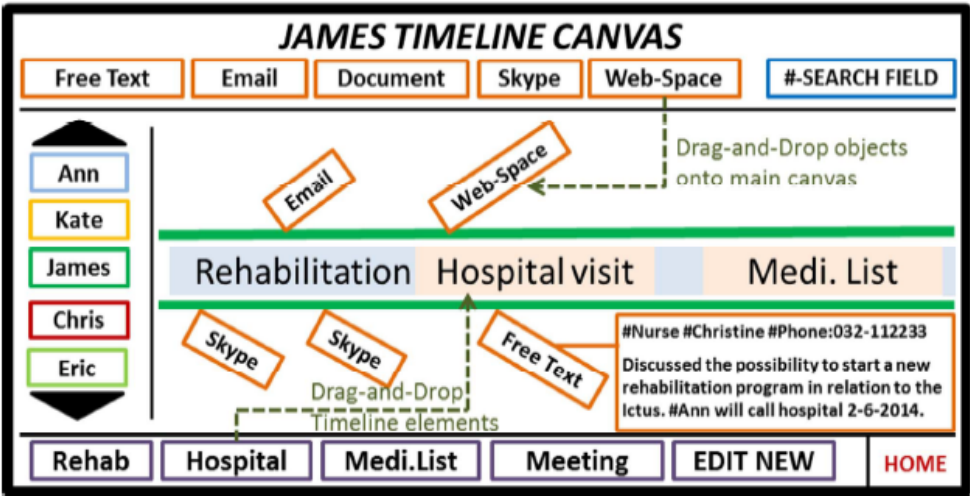 JAMES TIMELINE CANVAS
Free Text
Email
Document
Skype
Web-Space
#-SEARCH FIELD
Ann
Kate
James
Chris
Eric
Email
Web-Space
Drag-and-Drop objects
onto main canvas
Rehabilitation
Hospital visit
Medi. List
Skype
Skype
Free Text
#Nurse #Christine #Phone:032-112233
Discussed the possibility to start a new
rehabilitation program in relation to the
Ictus. #Ann will call hospital 2-6-2014.
Drag-and-Drop
Timeline elements
Rehab
Hospital
Medi.List
Meeting
EDIT NEW
HOME